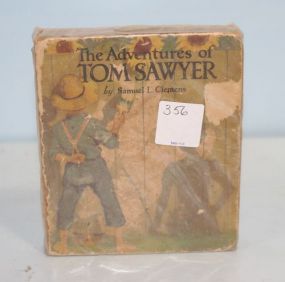 The Adventures of
TOM SAWYER
by Samuel L. Clemens
356